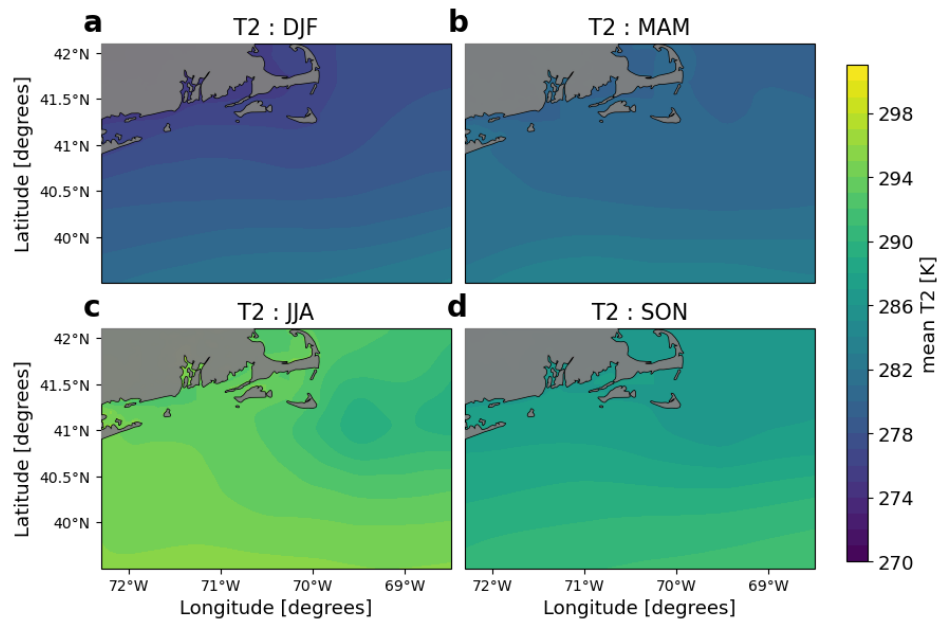 a
T2 : DJF
b
T2 : MAM
42°N
41.5°N
41°N
40.5°N
40°N
Latitude [degrees]
c
T2 : JJA
d
T2 : SON
42°N
41.5°N
41°N
40.5°N
40°N
Latitude [degrees]
72°W 71°W 70°W 69°W
Longitude [degrees]
72°W 71°W 70°W 69°W
Longitude [degrees]
298
294
290
286
282
278
274
270
mean T2 [K]